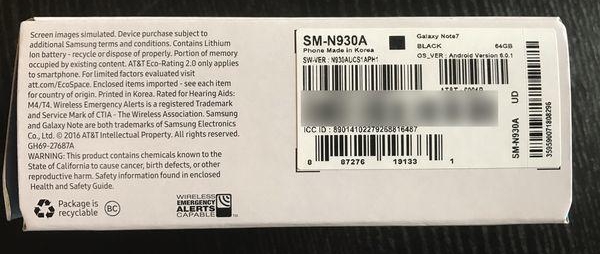 Screen images simulated. Device purchase subject to
additional Samsung terms and conditions. Contains Lithium
Ion battery - recycle or dispose of properly. Portion of memory
occupied by existing content. AT&T Eco-Rating 2.0 only applies
to smartphone. For limited factors evaluated visit
att.com/EcoSpace. Enclosed items imported - see each item
for country of origin. Printed in Korea. Rated for Hearing Aids:
M4/T4. Wireless Emergency Alerts is a registered Trademark
and Service Mark of CTIA - The Wireless Association. Samsung
and Galaxy Note are both trademarks of Samsung Electronics
Co., Ltd. © 2016 AT&T Intellectual Property. All rights reserved.
GH69-27687A
WARNING: This product contains chemicals known to the
State of California to cause cancer, birth defects, or other
reproductive harm. Safety information found in enclosed
Health and Safety Guide.
Package is
recyclable
BC
WIRELESS
EMERGENCY
ALERTS
CAPABLE
SM-N930A
Phone Made in Korea
Galaxy Note7
BLACK 64GB
SW-VER : N930AUCS1APH1
OS_VER : Android Version 6.0.1
ICC ID : 89014102279268816487
0 07276 19133 1
SM-N930A UD
359590071808296